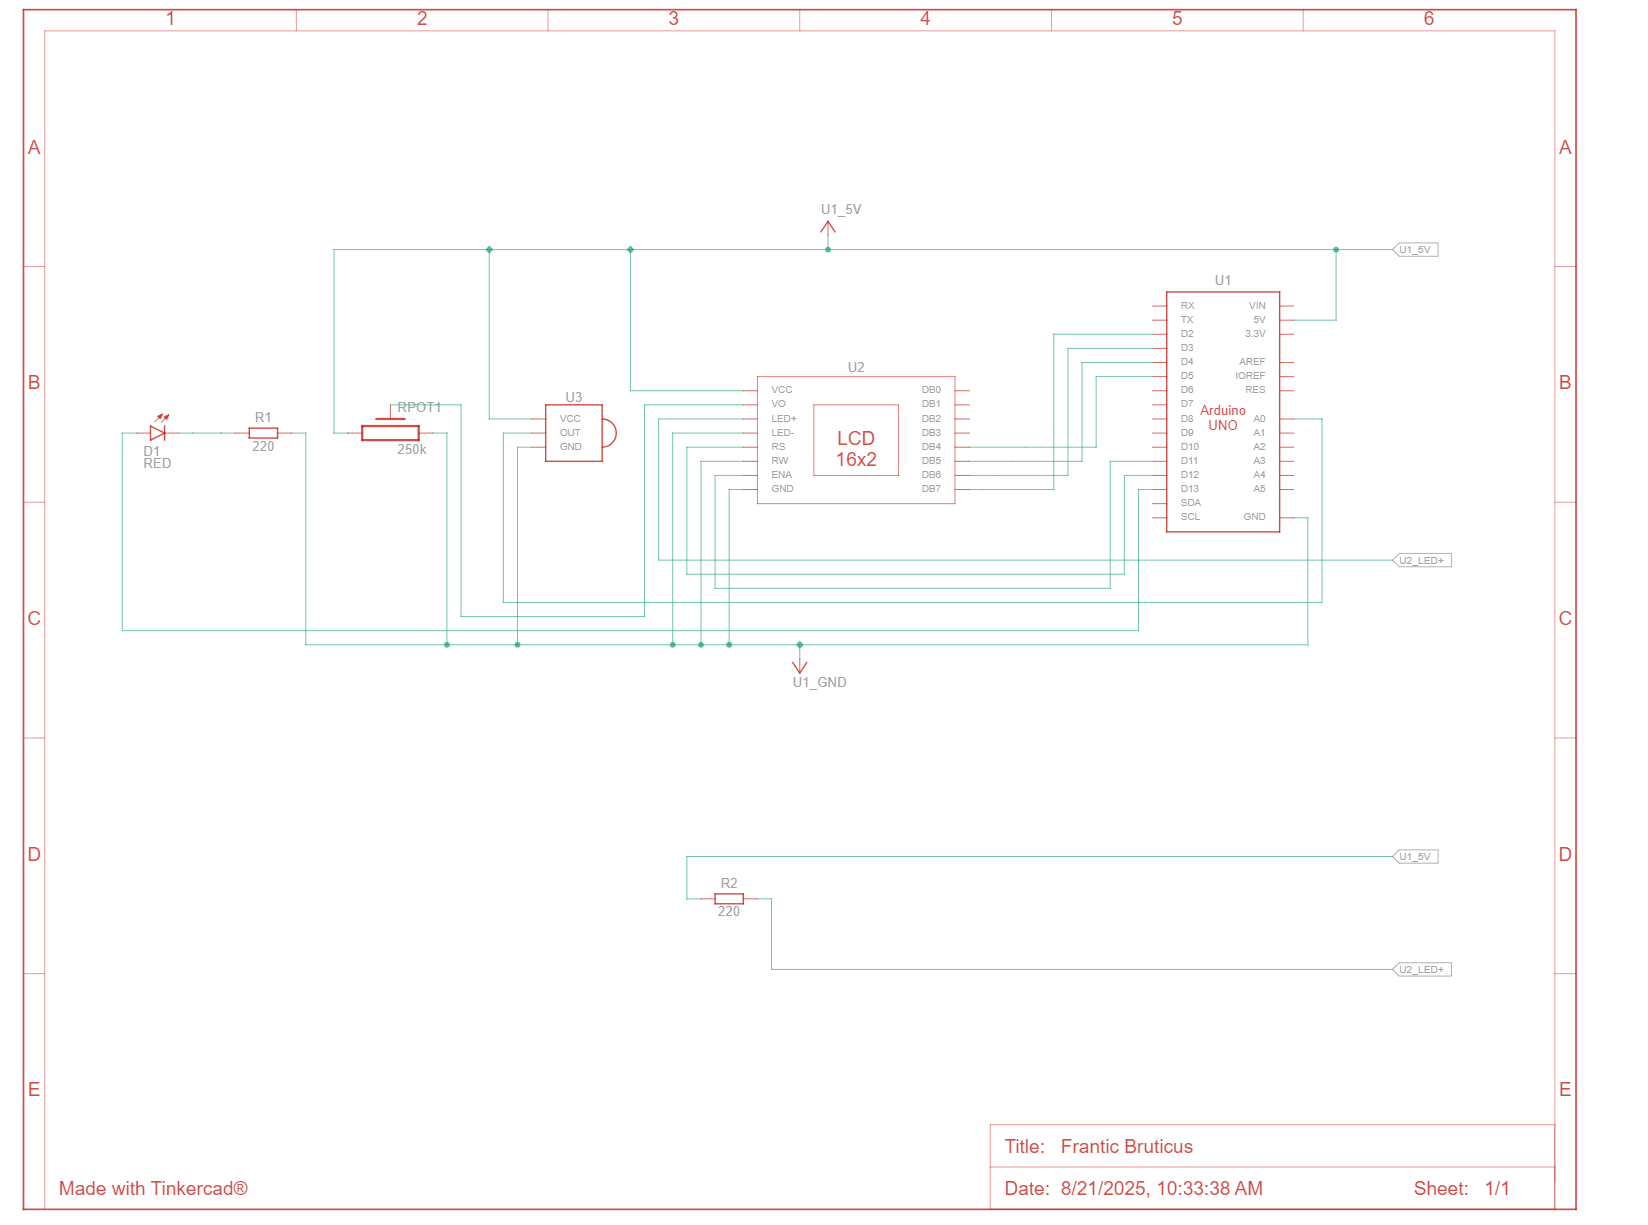 1 2 3 4 5 6
A A
U1_5V
U1_5V
U1
RX VIN
TX 5V
D2 3.3V
D3
D4 AREF
D5 IOREF
D6 RES
D7
D8 A0
D9 A1
D10 A2
D11 A3
D12 A4
D13 A5
SDA
SCL GND
Arduino
UNO
B B
U2
VCC DB0
VO DB1
LED+ DB2
LED- DB3
RS DB4
RW DB5
ENA DB6
GND DB7
LCD
16x2
U3
VCC
OUT
GND
RPOT1
250k
R1
220
D1
RED
U2_LED+
C C
U1_GND
D D
U1_5V
R2
220
U2_LED+
E E
Title: Frantic Bruticus
Made with Tinkercad®
Date: 8/21/2025, 10:33:38 AM Sheet: 1/1